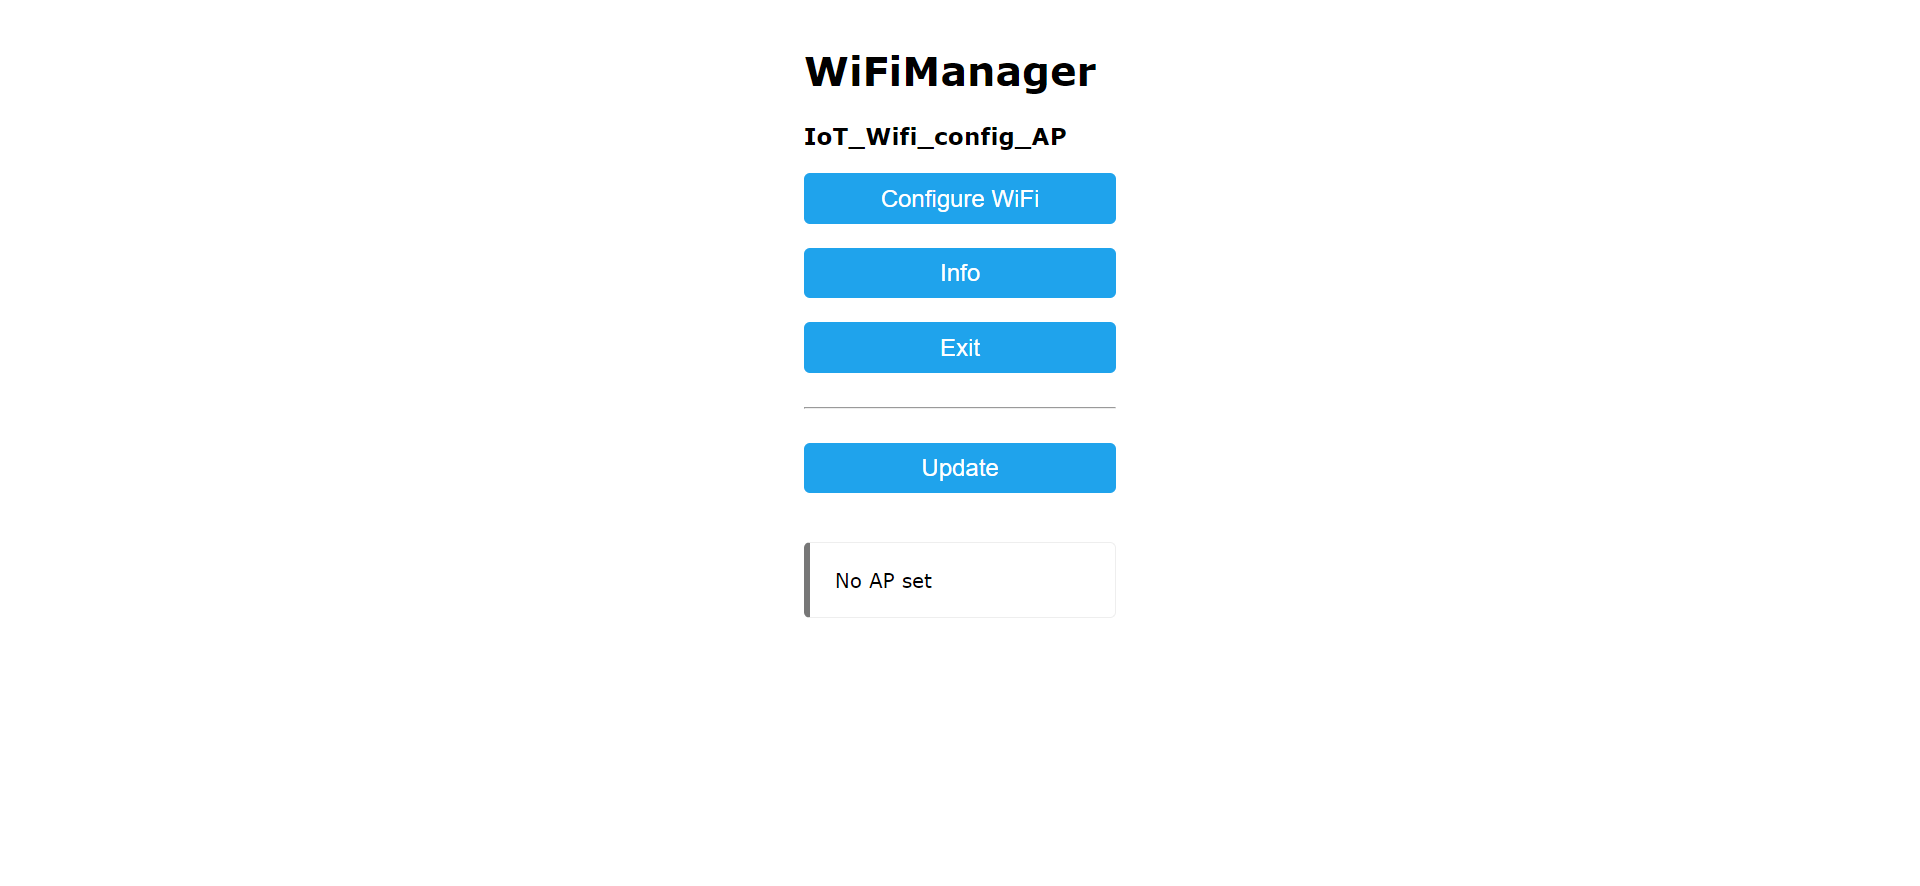 WiFiManager
IoT_Wifi_config_AP
Configure WiFi
Info
Exit
Update
No AP set